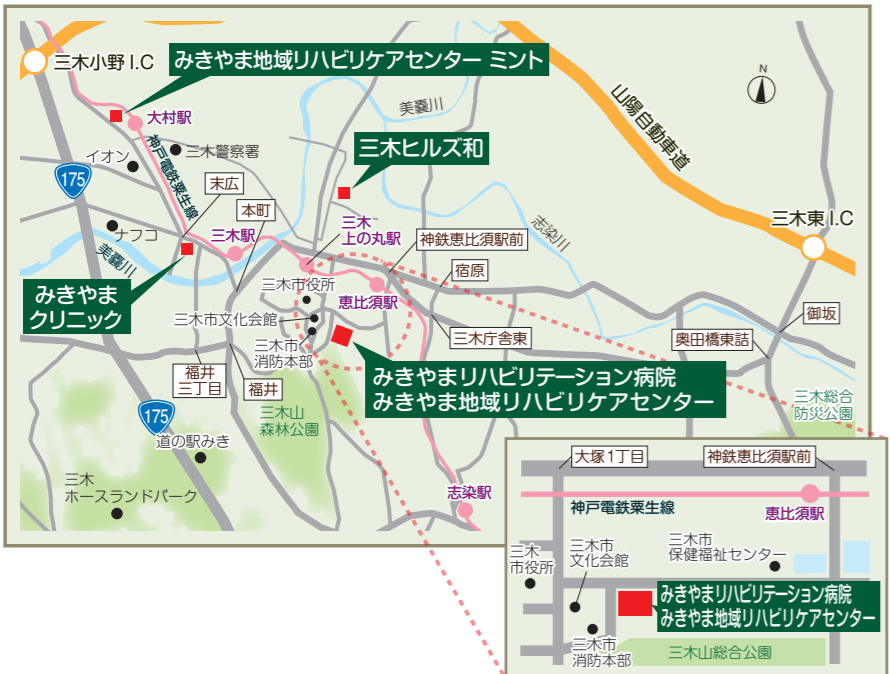 三木小野I.C
みきやま地域リハビリケアセンター ミント
N
大村駅
美嚢川
山陽自動車道
神戸電鉄粟生線
三木警察署
イオン
三木ヒルズ和
175
末広
本町
三木東I.C
ナフコ
三木駅
三木
上の丸駅
神鉄恵比須駅前
志染川
美嚢川
宿原
みきやま
クリニック
三木市役所
恵比須駅
御坂
三木市文化会館
三木庁舎東
奥田橋東詰
三木市
消防本部
福井
三丁目
福井
みきやまリハビリテーション病院
みきやま地域リハビリケアセンター
三木総合
防災公園
175
三木山
森林公園
道の駅みき
三木
ホースランドパーク
志染駅
大塚1丁目
神鉄恵比須駅前
神戸電鉄粟生線
恵比須駅
三木
市役所
三木市
文化会館
三木市
保健福祉センター
みきやまリハビリテーション病院
みきやま地域リハビリケアセンター
三木市
消防本部
三木山総合公園